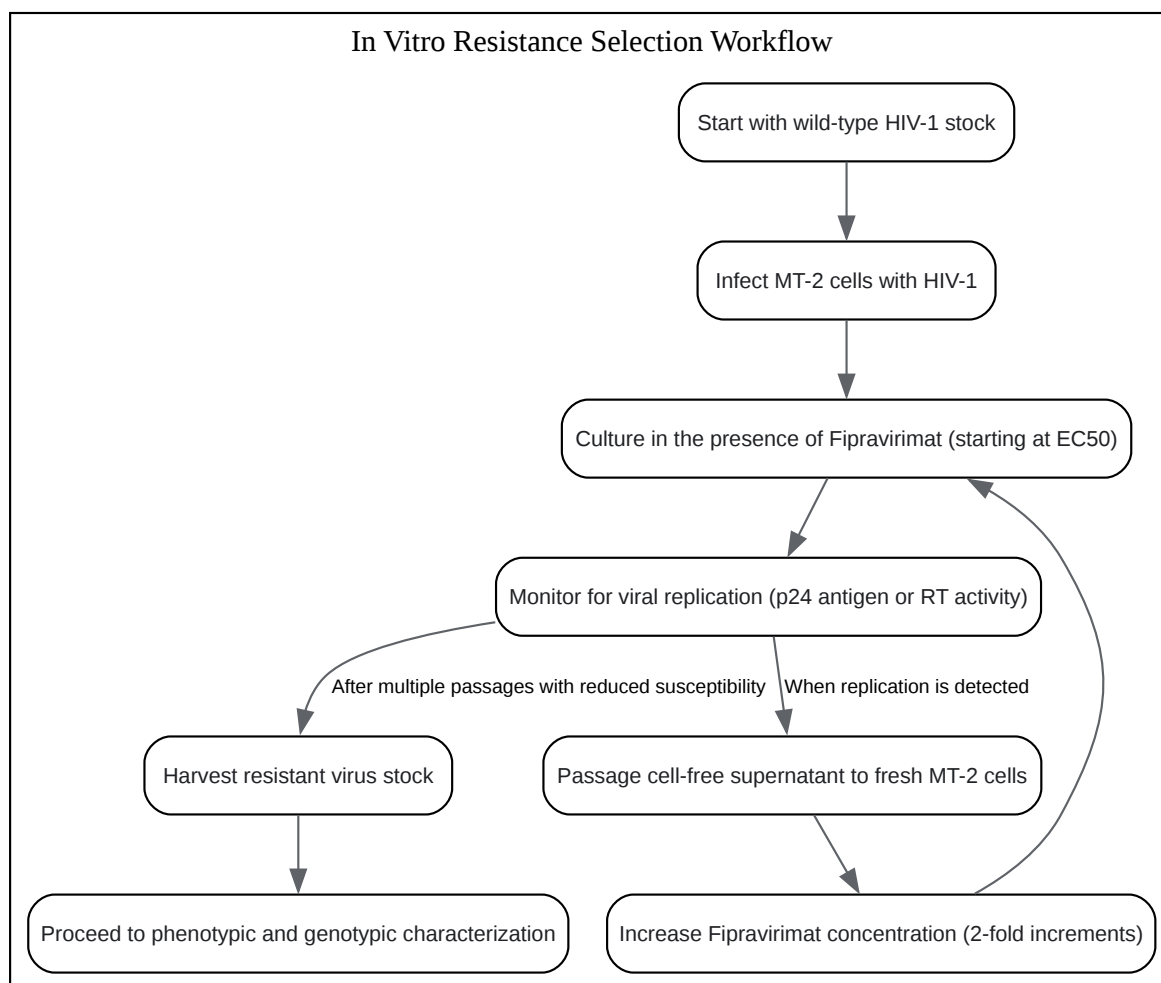 In Vitro Resistance Selection Workflow
Start with wild-type HIV-1 stock
Infect MT-2 cells with HIV-1
Culture in the presence of Fipravirimat (starting at EC50)
Monitor for viral replication (p24 antigen or RT activity)
After multiple passages with reduced susceptibility
When replication is detected
Harvest resistant virus stock
Passage cell-free supernatant to fresh MT-2 cells
Proceed to phenotypic and genotypic characterization
Increase Fipravirimat concentration (2-fold increments)